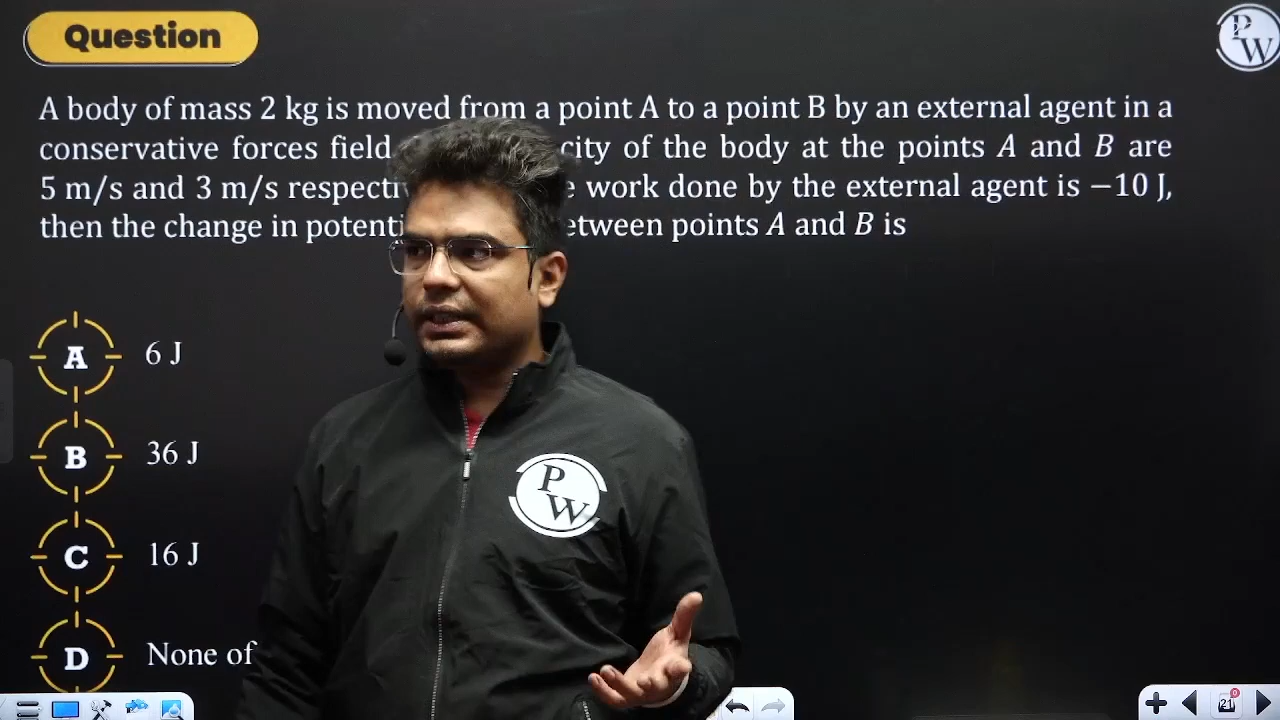 Question
A body of mass 2 kg is moved from a point A to a point B by an external agent in a
conservative forces field city of the body at the points A and B are
5 m/s and 3 m/s respecti work done by the external agent is −10 J,
then the change in potenti etween points A and B is
A 6 J
B 36 J
C 16 J
D None of
PW
PW
21